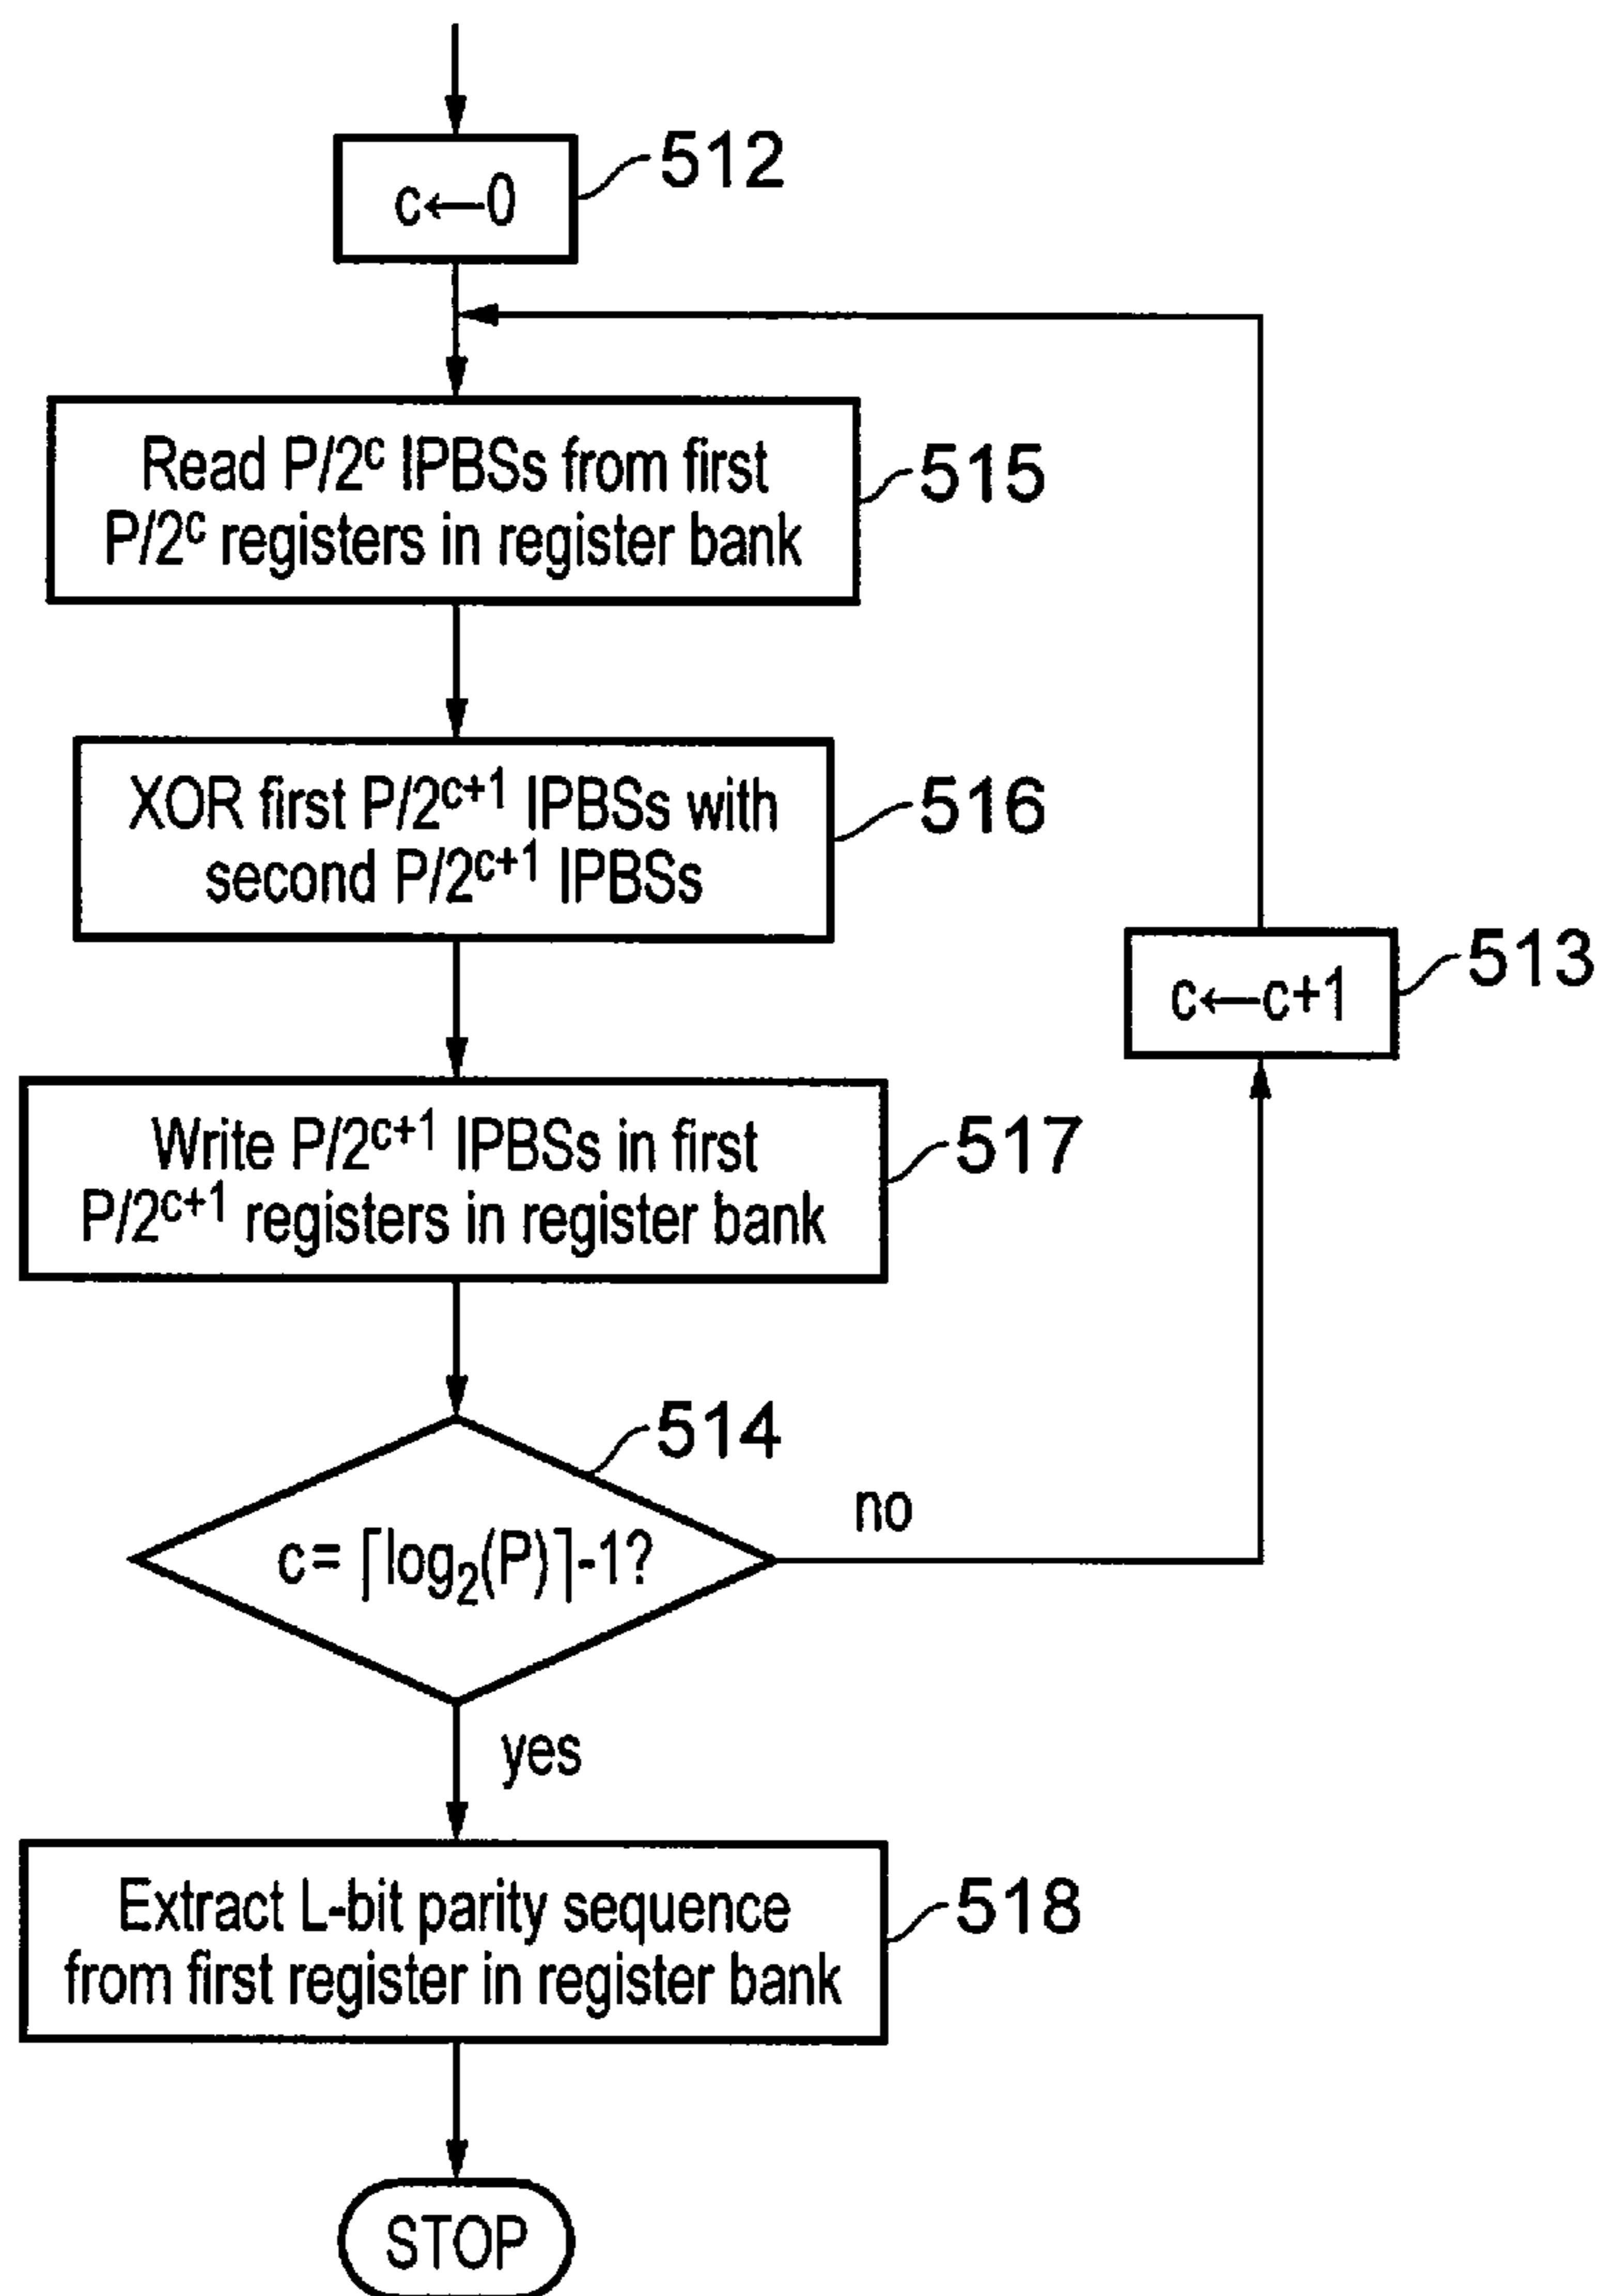 512
c←0
Read P/2ᶜ IPBSs from first
P/2ᶜ registers in register bank
515
XOR first P/2ᶜ⁺¹ IPBSs with
second P/2ᶜ⁺¹ IPBSs
516
513
c←c+1
Write P/2ᶜ⁺¹ IPBSs in first
P/2ᶜ⁺¹ registers in register bank
517
514
c = ⌈log₂(P)⌉-1?
no
yes
Extract L-bit parity sequence
from first register in register bank
518
STOP